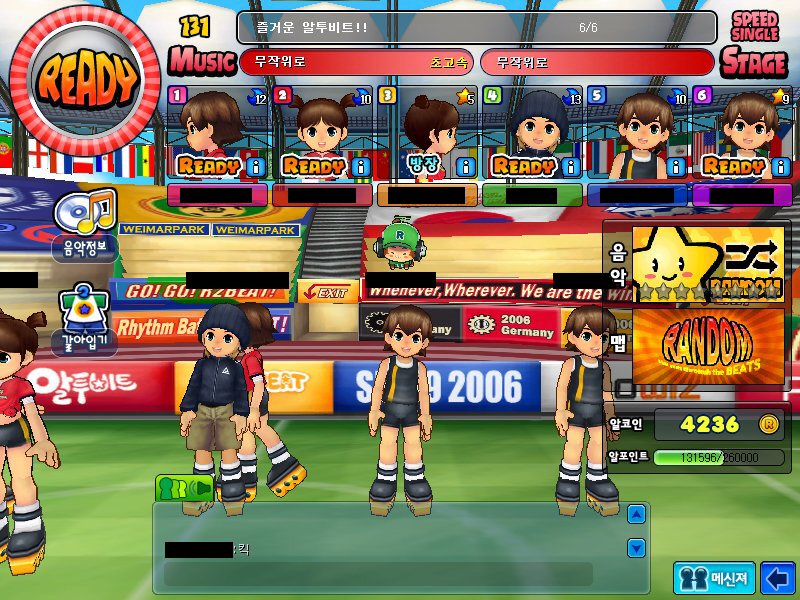 131
즐거운 알투비트!! 6/6
SPEED SINGLE
READY
MUSIC 무작위로 초고속
무작위로 STAGE
1 12 2 10 3 5 4 13 5 10 6 9
READY i READY i 방장 i READY i i READY i
WEIMARPARK WEIMARPARK
음악정보
R
음악
RANDOM
GO! GO! R2BEAT!
EXIT
Whenever, Wherever. We are the
갈아입기
Rhythm
2006 Germany
맵
RANDOM
BEATS
알투비트
2006
알코인 4236 R
알포인트 131596/260000
:킥
메신져